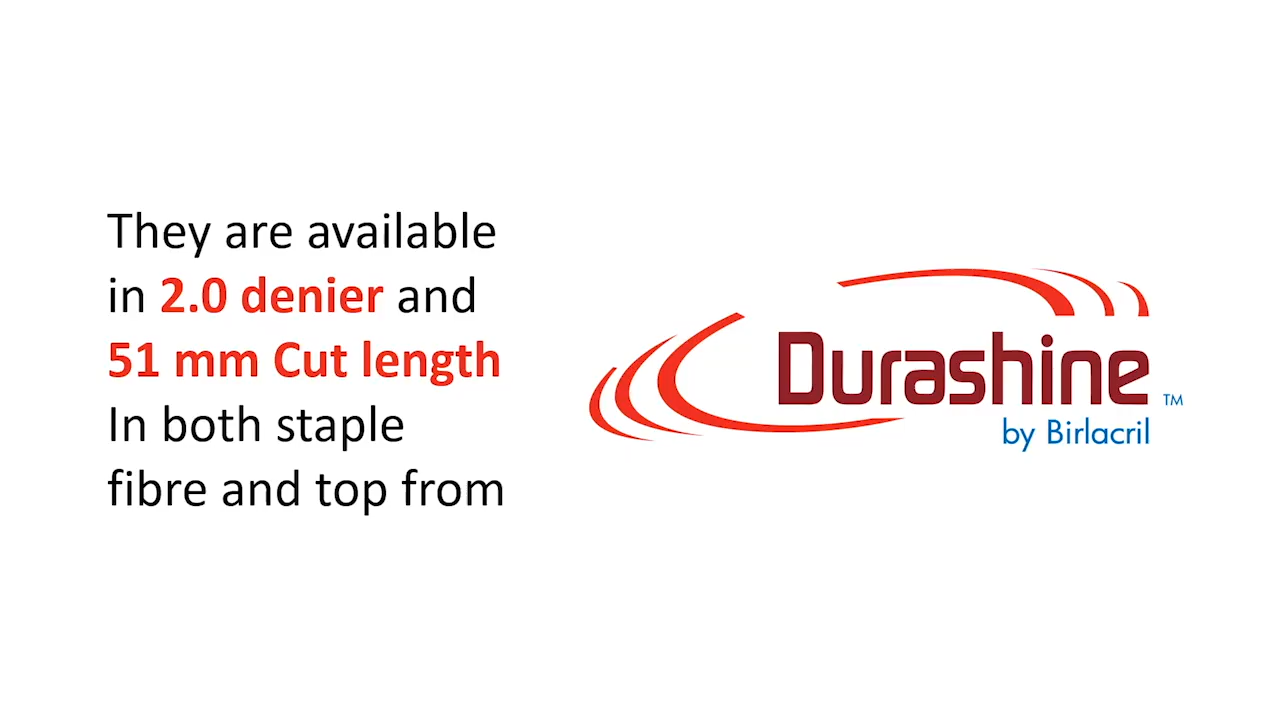 They are available
in 2.0 denier and
51 mm Cut length
In both staple
fibre and top from
Durashine TM
by Birlacril